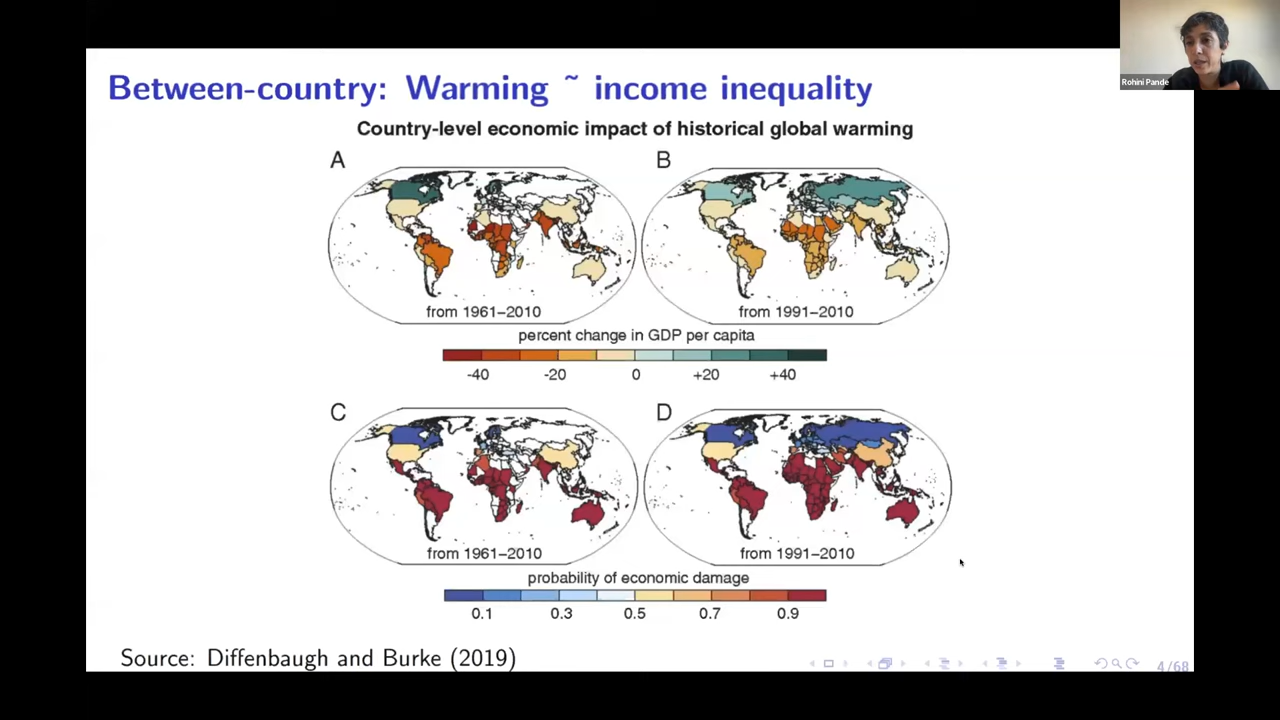 Rohini Pande
Between-country: Warming ~ income inequality
Country-level economic impact of historical global warming
A
B
from 1961–2010
from 1991–2010
percent change in GDP per capita
-40 -20 0 +20 +40
C
D
from 1961–2010
from 1991–2010
probability of economic damage
0.1 0.3 0.5 0.7 0.9
Source: Diffenbaugh and Burke (2019)
4/68